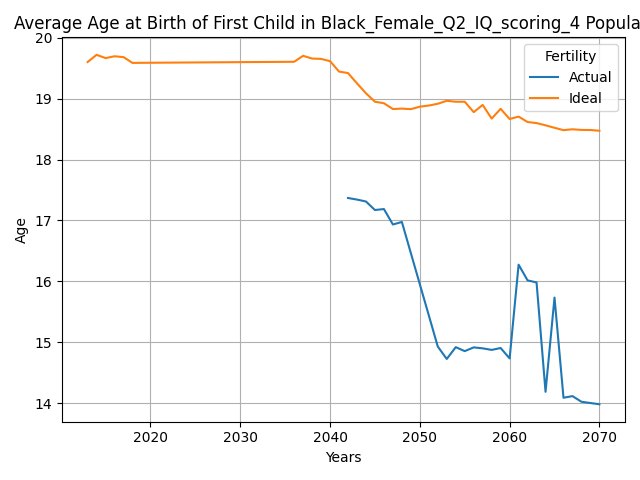 Average Age at Birth of First Child in Black_Female_Q2_IQ_scoring_4 Popula
Fertility
Actual
Ideal
20
19
18
17
16
15
14
Age
2020 2030 2040 2050 2060 2070
Years